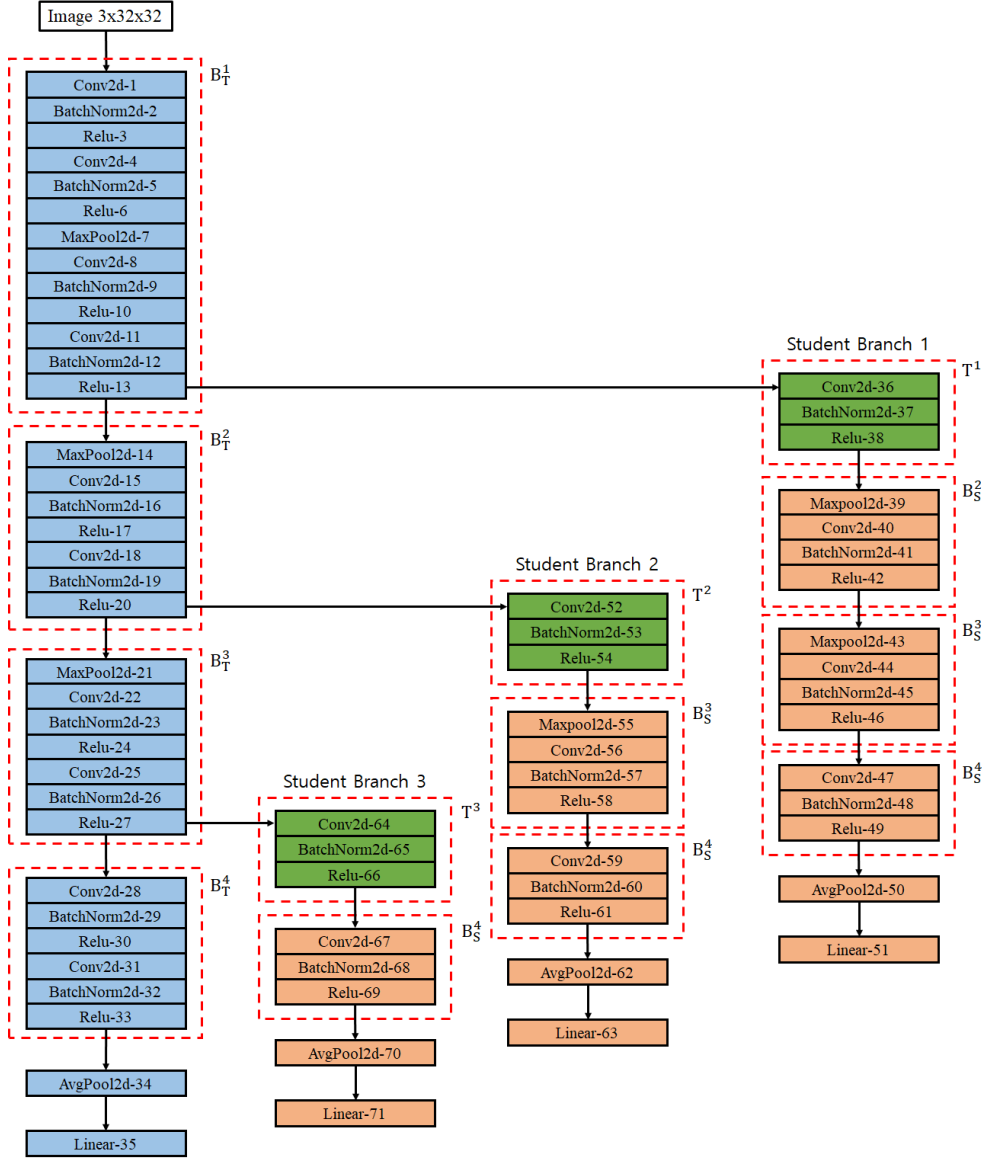 Image 3x32x32
B_T^1
Conv2d-1
BatchNorm2d-2
Relu-3
Conv2d-4
BatchNorm2d-5
Relu-6
MaxPool2d-7
Conv2d-8
BatchNorm2d-9
Relu-10
Conv2d-11
BatchNorm2d-12
Relu-13
B_T^2
MaxPool2d-14
Conv2d-15
BatchNorm2d-16
Relu-17
Conv2d-18
BatchNorm2d-19
Relu-20
B_T^3
MaxPool2d-21
Conv2d-22
BatchNorm2d-23
Relu-24
Conv2d-25
BatchNorm2d-26
Relu-27
B_T^4
Conv2d-28
BatchNorm2d-29
Relu-30
Conv2d-31
BatchNorm2d-32
Relu-33
AvgPool2d-34
Linear-35
Student Branch 3
T^3
Conv2d-64
BatchNorm2d-65
Relu-66
B_S^4
Conv2d-67
BatchNorm2d-68
Relu-69
AvgPool2d-70
Linear-71
Student Branch 2
T^2
Conv2d-52
BatchNorm2d-53
Relu-54
B_S^3
Maxpool2d-55
Conv2d-56
BatchNorm2d-57
Relu-58
B_S^4
Conv2d-59
BatchNorm2d-60
Relu-61
AvgPool2d-62
Linear-63
Student Branch 1
T^1
Conv2d-36
BatchNorm2d-37
Relu-38
B_S^2
Maxpool2d-39
Conv2d-40
BatchNorm2d-41
Relu-42
B_S^3
Maxpool2d-43
Conv2d-44
BatchNorm2d-45
Relu-46
B_S^4
Conv2d-47
BatchNorm2d-48
Relu-49
AvgPool2d-50
Linear-51